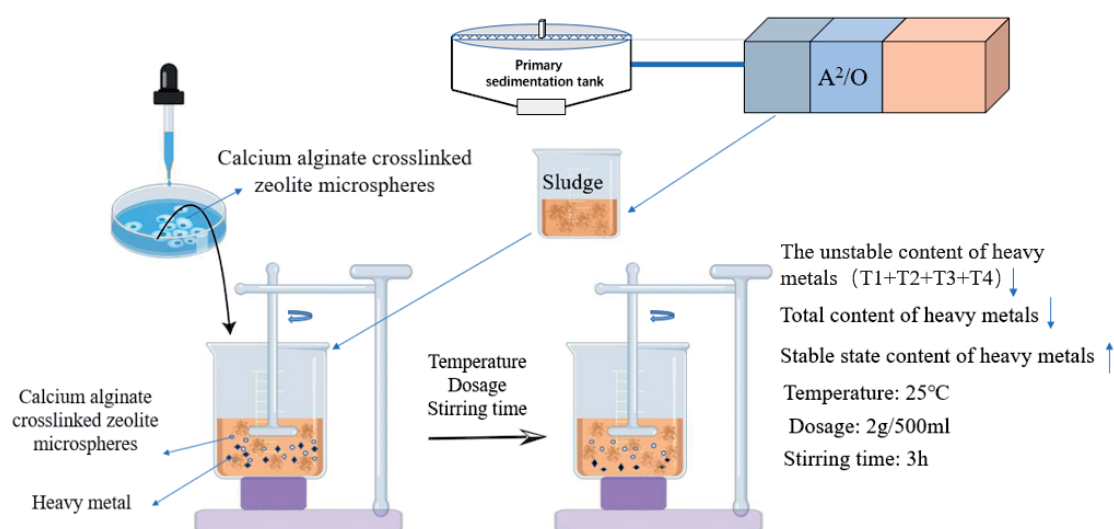 Primary
sedimentation tank
A²/O
Calcium alginate crosslinked
zeolite microspheres
Sludge
The unstable content of heavy
metals（T1+T2+T3+T4）
Total content of heavy metals
Stable state content of heavy metals
Temperature: 25℃
Dosage: 2g/500ml
Stirring time: 3h
Temperature
Dosage
Stirring time
Calcium alginate
crosslinked zeolite
microspheres
Heavy metal